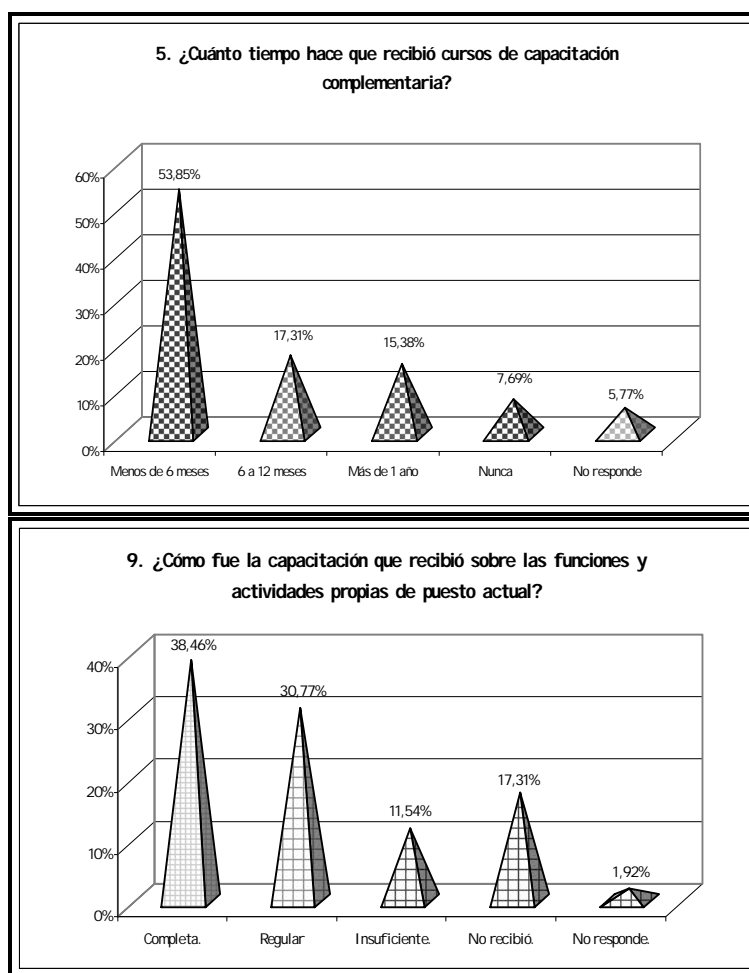 5. ¿Cuánto tiempo hace que recibió cursos de capacitación
complementaria?
60%
53,85%
50%
40%
30%
20%
17,31%
15,38%
10%
7,69%
5,77%
0%
Menos de 6 meses
6 a 12 meses
Más de 1 año
Nunca
No responde
9. ¿Cómo fue la capacitación que recibió sobre las funciones y
actividades propias de puesto actual?
40%
38,46%
30%
30,77%
20%
17,31%
11,54%
10%
1,92%
0%
Completa.
Regular
Insuficiente.
No recibió.
No responde.